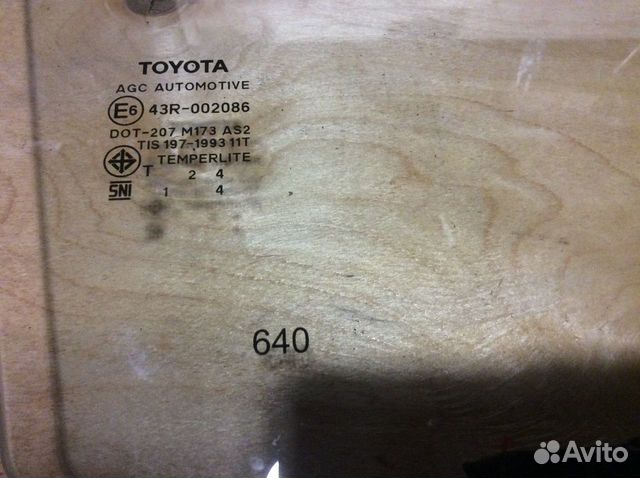 TOYOTA
AGC AUTOMOTIVE
E6 43R-002086
DOT-207 M173 AS2
TIS 197-1993 11T
TEMPERLITE
T 2 4
SNI 1 4
640
Avito